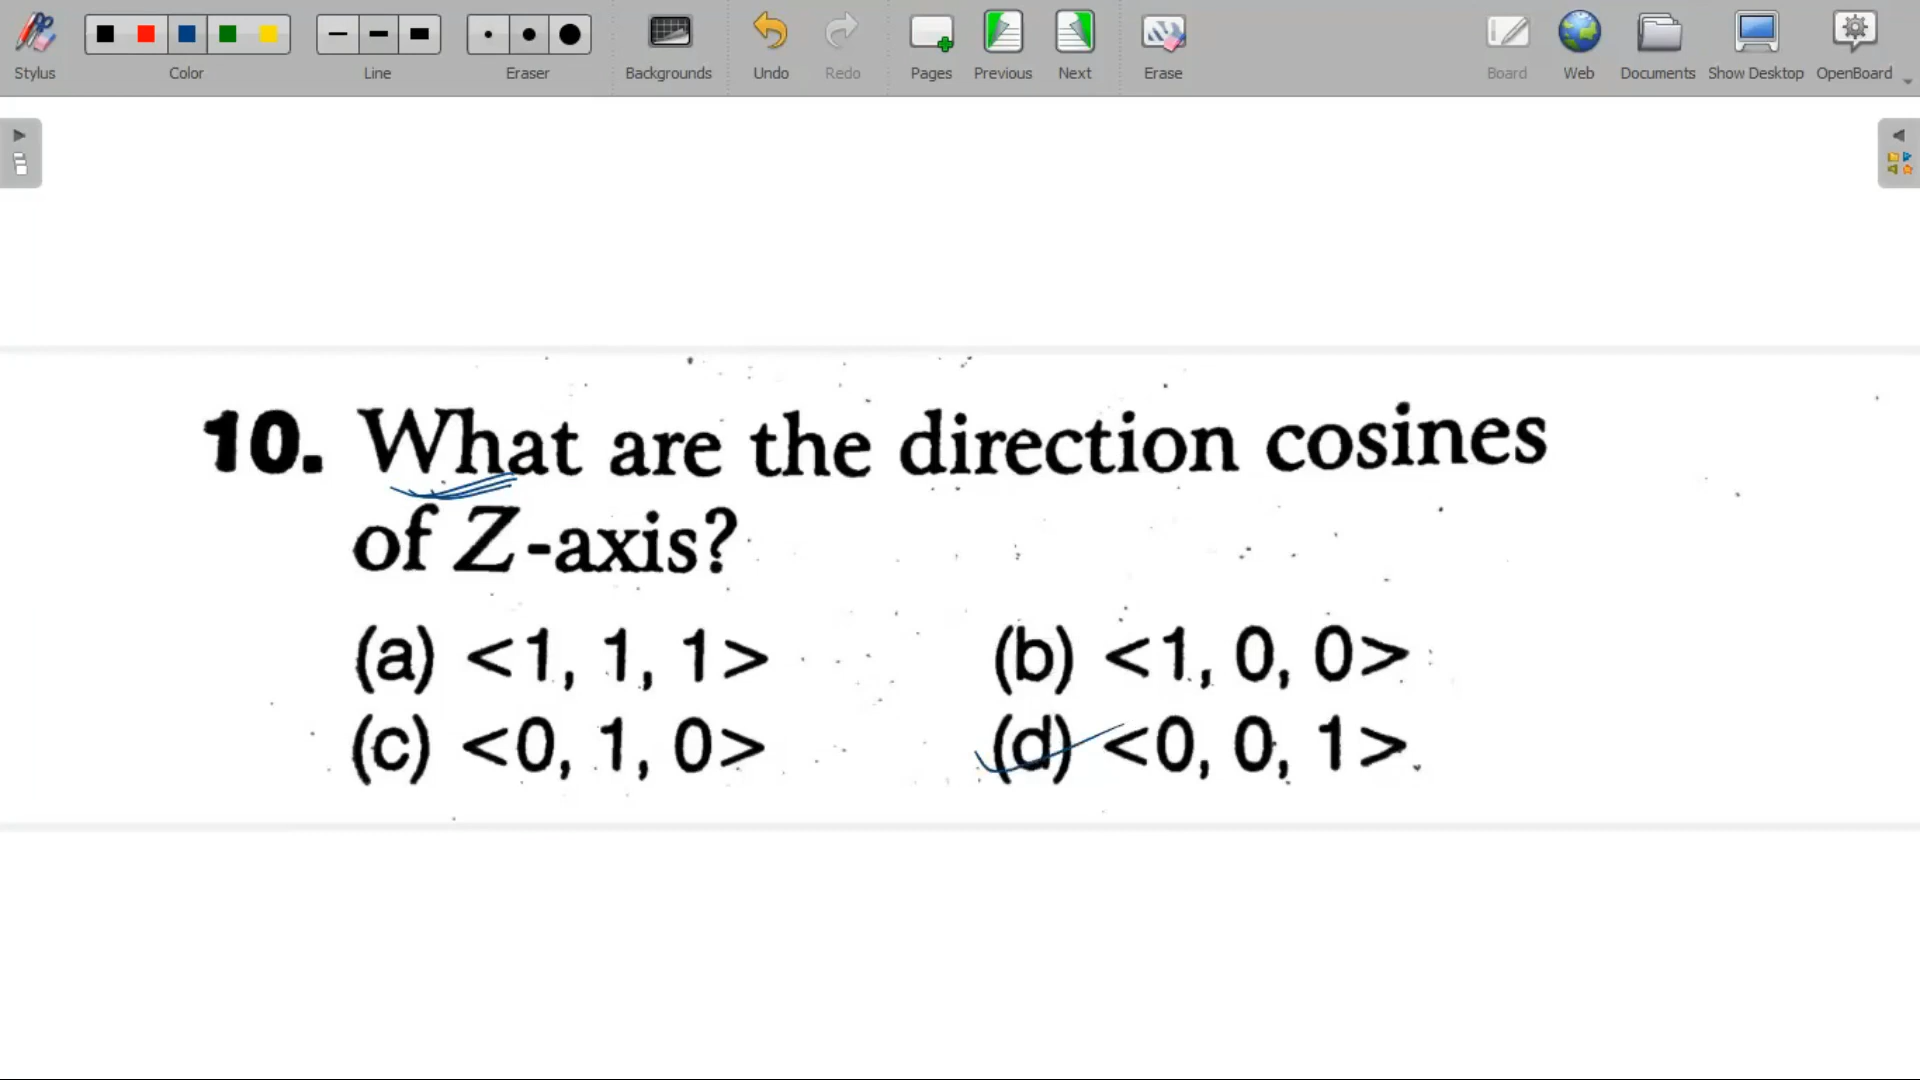 Stylus Color Line Eraser Backgrounds Undo Redo Pages Previous Next Erase Board Web Documents Show Desktop OpenBoard
10. What are the direction cosines
of Z-axis?
(a) <1, 1, 1> (b) <1, 0, 0>
(c) <0, 1, 0> (d) <0, 0, 1>